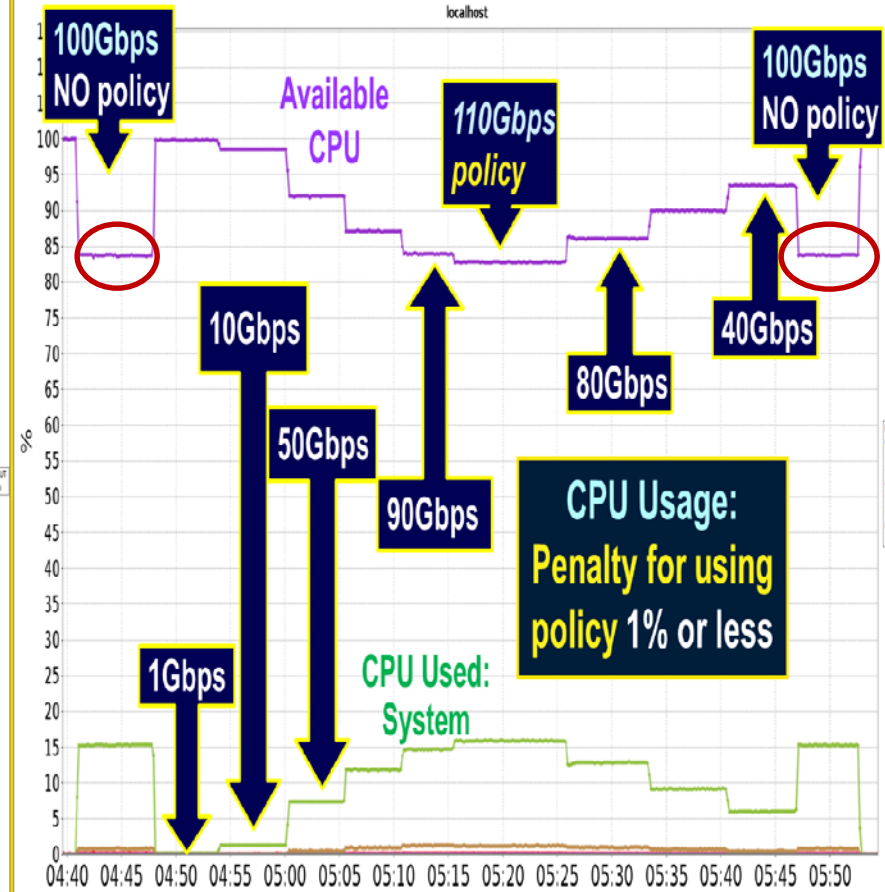 localhost
100Gbps
NO policy
Available
CPU
110Gbps
policy
100Gbps
NO policy
10Gbps
50Gbps
90Gbps
80Gbps
40Gbps
1Gbps
CPU Usage:
Penalty for using
policy 1% or less
CPU Used:
System
%
100
95
90
85
80
75
70
65
60
55
50
45
40
35
30
25
20
15
10
5
0
04:40 04:45 04:50 04:55 05:00 05:05 05:10 05:15 05:20 05:25 05:30 05:35 05:40 05:45 05:50